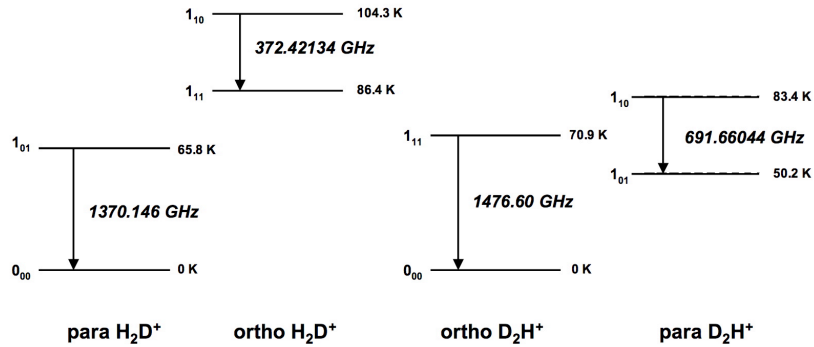 1₁₀ 104.3 K
372.42134 GHz
1₁₁ 86.4 K
1₁₀ 83.4 K
691.66044 GHz
1₀₁ 50.2 K
1₀₁ 65.8 K
1370.146 GHz
0₀₀ 0 K
1₁₁ 70.9 K
1476.60 GHz
0₀₀ 0 K
para H₂D⁺ ortho H₂D⁺ ortho D₂H⁺ para D₂H⁺